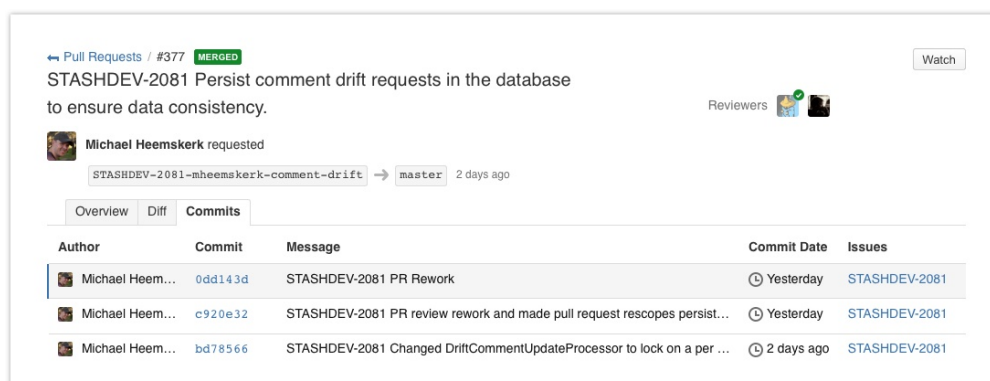 Pull Requests / #377 MERGED
Watch
STASHDEV-2081 Persist comment drift requests in the database
to ensure data consistency.
Reviewers
Michael Heemskerk requested
STASHDEV-2081-mheemskerk-comment-drift master 2 days ago
Overview Diff Commits
Author Commit Message Commit Date Issues
Michael Heem... 0dd143d STASHDEV-2081 PR Rework Yesterday STASHDEV-2081
Michael Heem... c920e32 STASHDEV-2081 PR review rework and made pull request rescopes persist... Yesterday STASHDEV-2081
Michael Heem... bd78566 STASHDEV-2081 Changed DriftCommentUpdateProcessor to lock on a per ... 2 days ago STASHDEV-2081